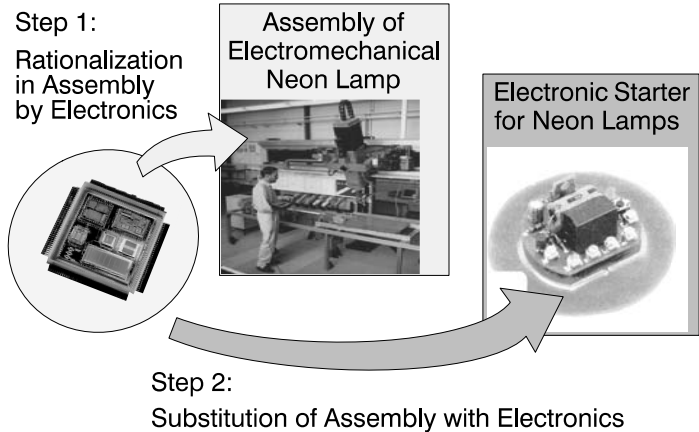 Step 1:
Rationalization
in Assembly
by Electronics
Assembly of
Electromechanical
Neon Lamp
Electronic Starter
for Neon Lamps
Step 2:
Substitution of Assembly with Electronics